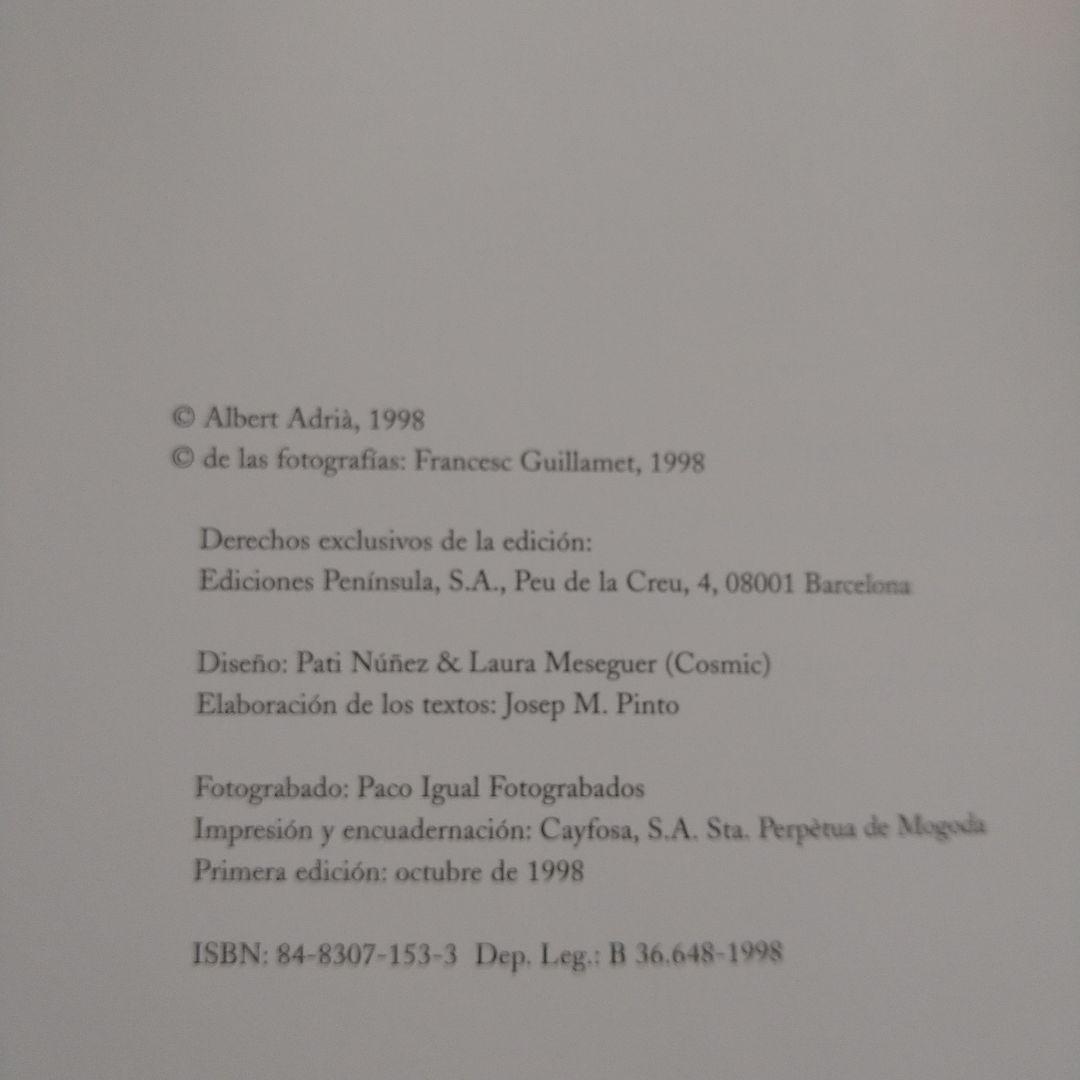 © Albert Adrià, 1998
© de las fotografías: Francesc Guillamet, 1998
Derechos exclusivos de la edición:
Ediciones Península, S.A., Peu de la Creu, 4, 08001 Barcelona
Diseño: Pati Núñez & Laura Meseguer (Cosmic)
Elaboración de los textos: Josep M. Pinto
Fotograbado: Paco Igual Fotograbados
Impresión y encuadernación: Cayfosa, S.A. Sta. Perpètua de Mogoda
Primera edición: octubre de 1998
ISBN: 84-8307-153-3 Dep. Leg.: B 36.648-1998